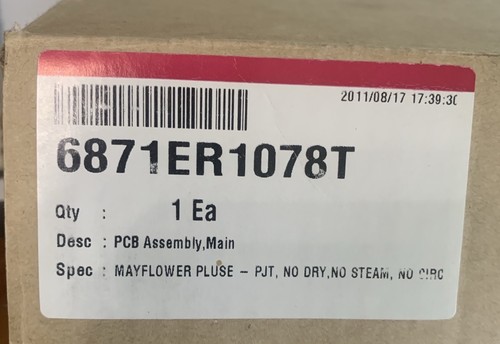 2011/08/17 17:39:30
6871ER1078T
Qty : 1 Ea
Desc : PCB Assembly,Main
Spec : MAYFLOWER PLUSE – PJT, NO DRY,NO STEAM, NO CIRC